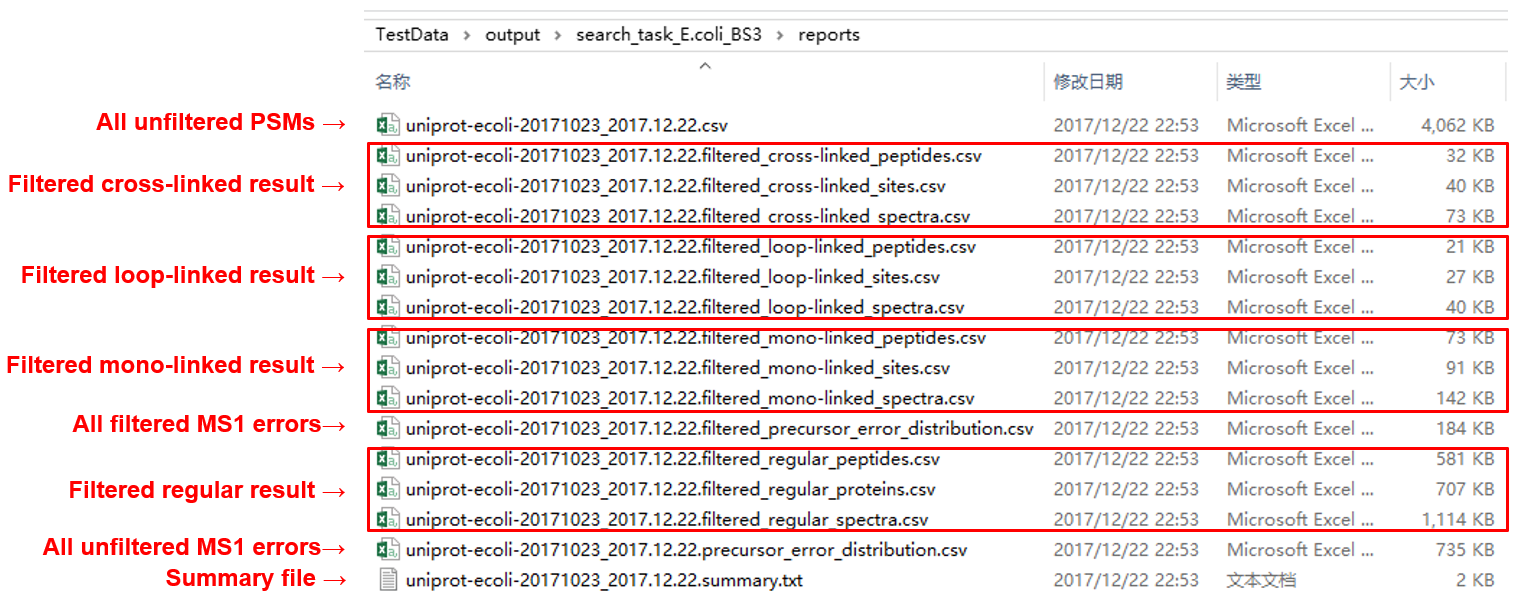 TestData > output > search_task_E.coli_BS3 > reports
名称 修改日期 类型 大小
All unfiltered PSMs → uniprot-ecoli-20171023_2017.12.22.csv 2017/12/22 22:53 Microsoft Excel ... 4,062 KB
uniprot-ecoli-20171023_2017.12.22.filtered_cross-linked_peptides.csv 2017/12/22 22:53 Microsoft Excel ... 32 KB
Filtered cross-linked result → uniprot-ecoli-20171023_2017.12.22.filtered_cross-linked_sites.csv 2017/12/22 22:53 Microsoft Excel ... 40 KB
uniprot-ecoli-20171023_2017.12.22.filtered_cross-linked_spectra.csv 2017/12/22 22:53 Microsoft Excel ... 73 KB
uniprot-ecoli-20171023_2017.12.22.filtered_loop-linked_peptides.csv 2017/12/22 22:53 Microsoft Excel ... 21 KB
Filtered loop-linked result → uniprot-ecoli-20171023_2017.12.22.filtered_loop-linked_sites.csv 2017/12/22 22:53 Microsoft Excel ... 27 KB
uniprot-ecoli-20171023_2017.12.22.filtered_loop-linked_spectra.csv 2017/12/22 22:53 Microsoft Excel ... 40 KB
uniprot-ecoli-20171023_2017.12.22.filtered_mono-linked_peptides.csv 2017/12/22 22:53 Microsoft Excel ... 73 KB
Filtered mono-linked result → uniprot-ecoli-20171023_2017.12.22.filtered_mono-linked_sites.csv 2017/12/22 22:53 Microsoft Excel ... 91 KB
uniprot-ecoli-20171023_2017.12.22.filtered_mono-linked_spectra.csv 2017/12/22 22:53 Microsoft Excel ... 142 KB
All filtered MS1 errors→ uniprot-ecoli-20171023_2017.12.22.filtered_precursor_error_distribution.csv 2017/12/22 22:53 Microsoft Excel ... 184 KB
uniprot-ecoli-20171023_2017.12.22.filtered_regular_peptides.csv 2017/12/22 22:53 Microsoft Excel ... 581 KB
Filtered regular result → uniprot-ecoli-20171023_2017.12.22.filtered_regular_proteins.csv 2017/12/22 22:53 Microsoft Excel ... 707 KB
uniprot-ecoli-20171023_2017.12.22.filtered_regular_spectra.csv 2017/12/22 22:53 Microsoft Excel ... 1,114 KB
All unfiltered MS1 errors→ uniprot-ecoli-20171023_2017.12.22.precursor_error_distribution.csv 2017/12/22 22:53 Microsoft Excel ... 735 KB
Summary file → uniprot-ecoli-20171023_2017.12.22.summary.txt 2017/12/22 22:53 文本文档 2 KB